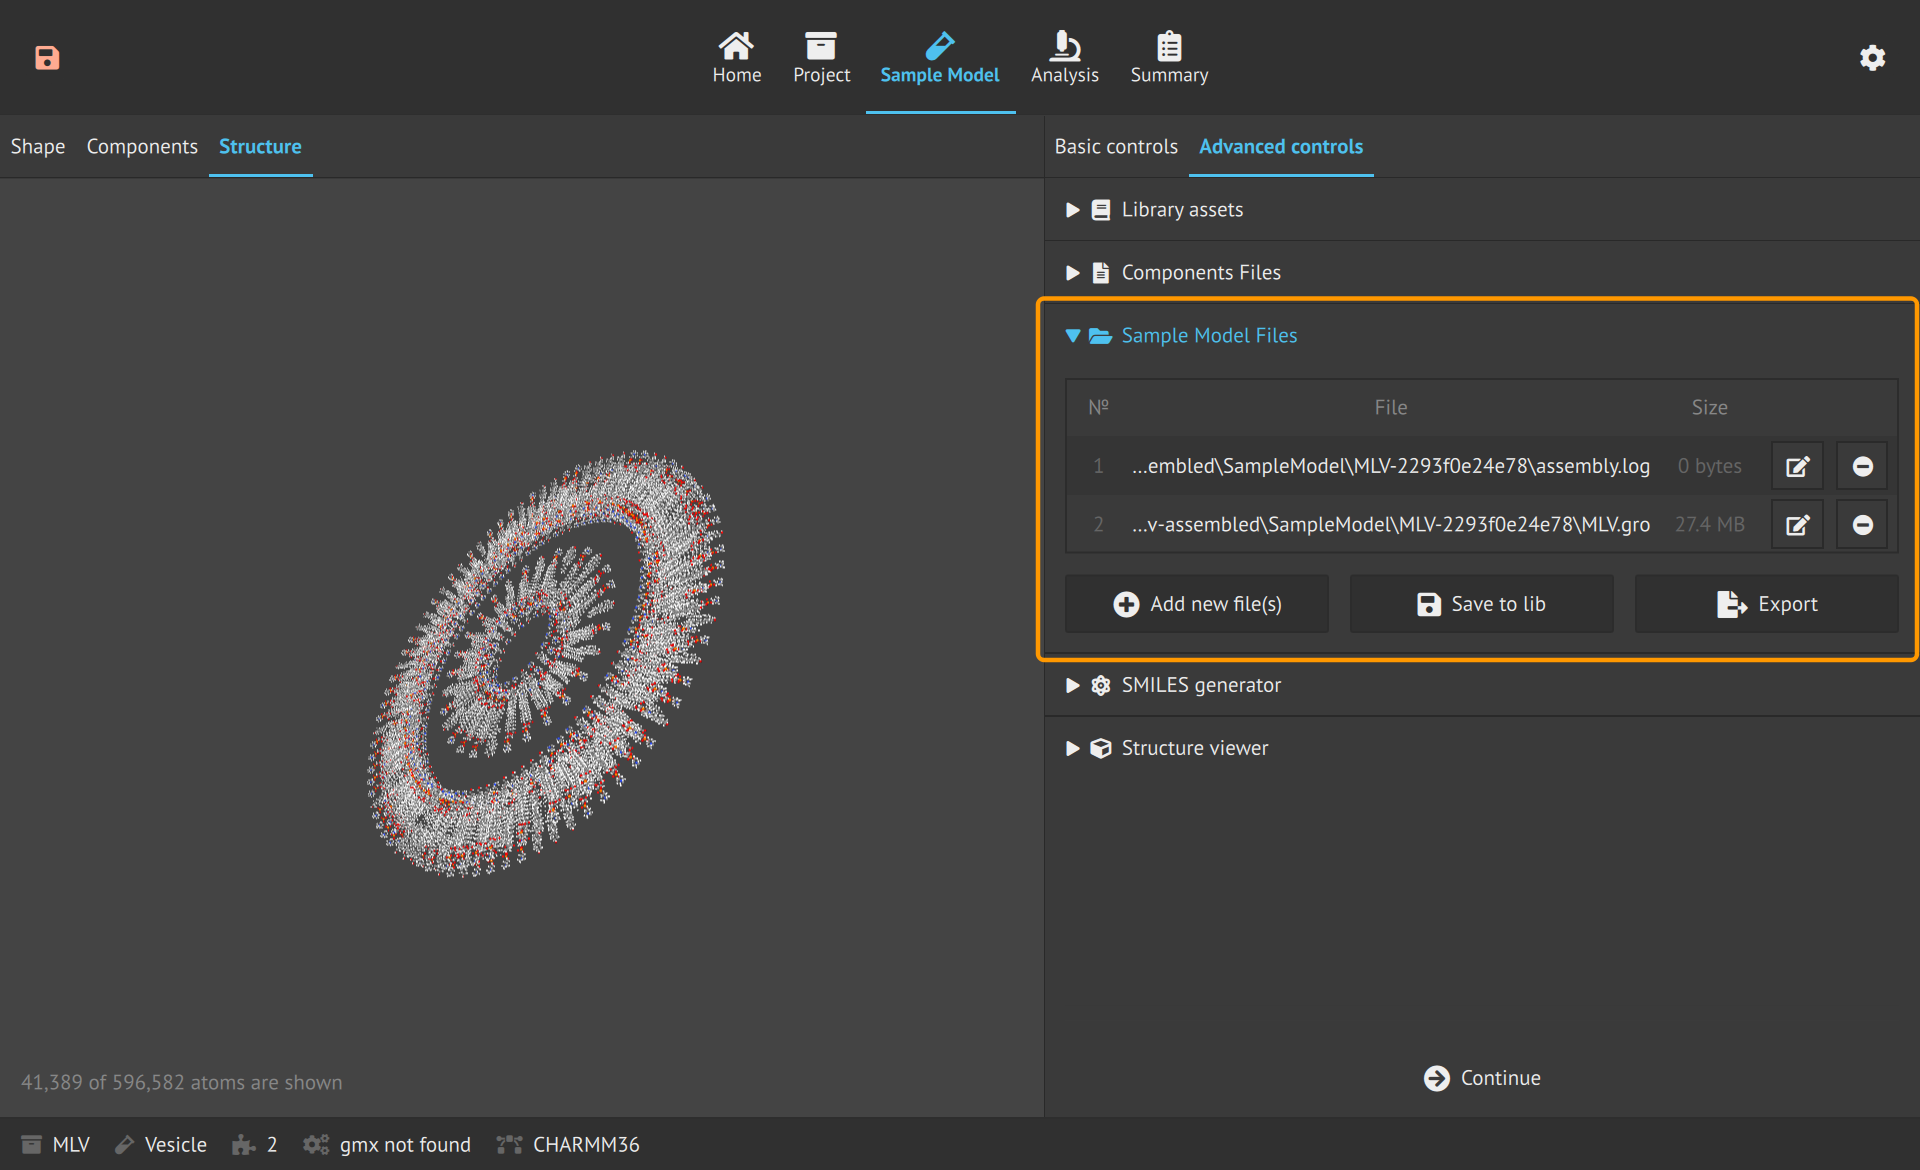 Home Project Sample Model Analysis Summary
Shape Components Structure
Basic controls Advanced controls
Library assets
Components Files
Sample Model Files
Nº File Size
1 ...embled\SampleModel\MLV-2293f0e24e78\assembly.log 0 bytes
2 ...v-assembled\SampleModel\MLV-2293f0e24e78\MLV.gro 27.4 MB
Add new file(s) Save to lib Export
SMILES generator
Structure viewer
41,389 of 596,582 atoms are shown
Continue
MLV Vesicle 2 gmx not found CHARMM36